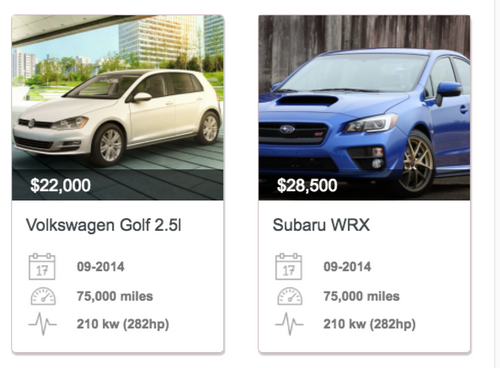 $22,000
Volkswagen Golf 2.5l
17
09-2014
75,000 miles
210 kw (282hp)
$28,500
Subaru WRX
17
09-2014
75,000 miles
210 kw (282hp)